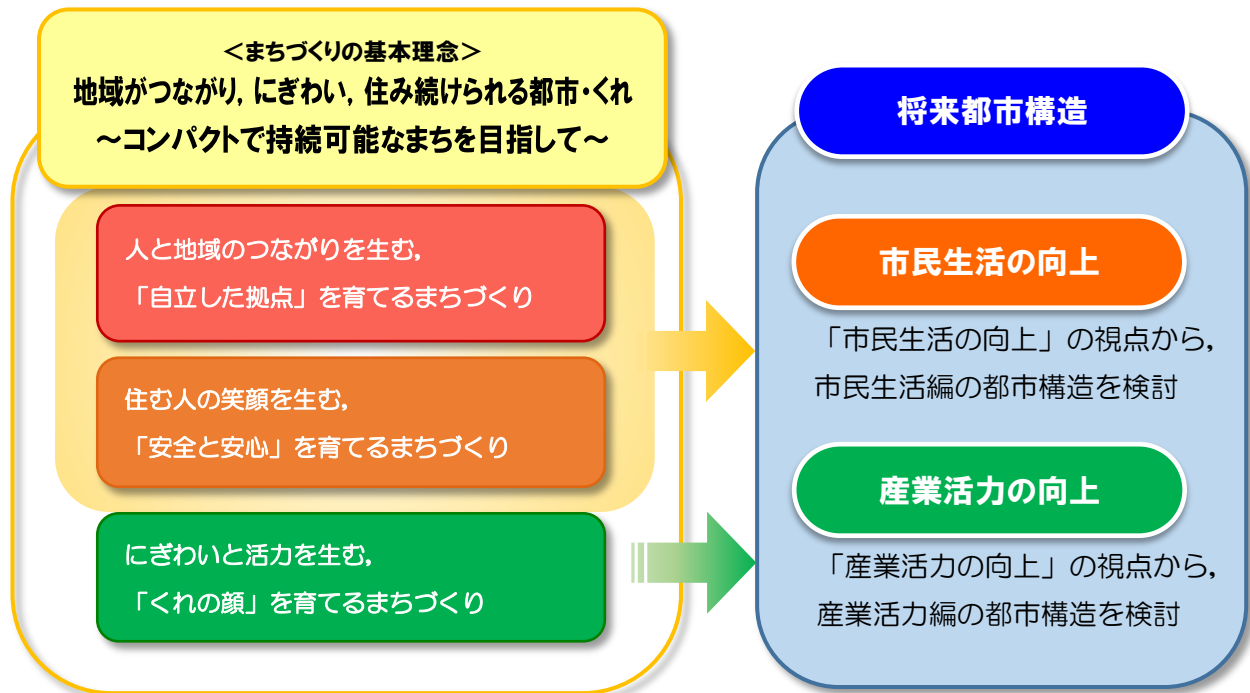 ＜まちづくりの基本理念＞
地域がつながり，にぎわい，住み続けられる都市・くれ
～コンパクトで持続可能なまちを目指して～
人と地域のつながりを生む，
「自立した拠点」を育てるまちづくり
住む人の笑顔を生む，
「安全と安心」を育てるまちづくり
にぎわいと活力を生む，
「くれの顔」を育てるまちづくり
将来都市構造
市民生活の向上
「市民生活の向上」の視点から，
市民生活編の都市構造を検討
産業活力の向上
「産業活力の向上」の視点から，
産業活力編の都市構造を検討